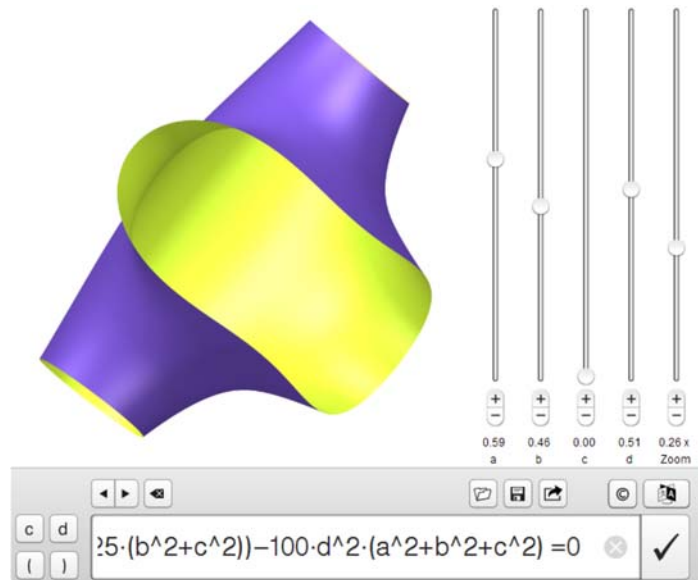 + + + + +
− − − − −
0.59 0.46 0.00 0.51 0.26 x
a b c d Zoom
©
c d
25·(b^2+c^2))−100·d^2·(a^2+b^2+c^2) =0
( )